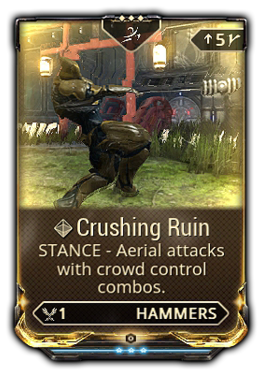 5
Crushing Ruin
STANCE - Aerial attacks
with crowd control
combos.
1 HAMMERS